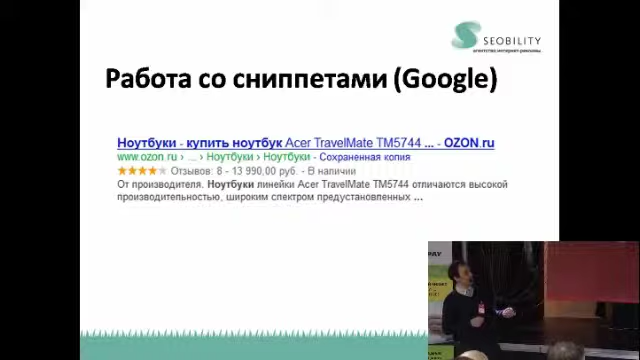 SEOBILITY
агентство интернет-рекламы
Работа со сниппетами (Google)
Ноутбуки - купить ноутбук Acer TravelMate TM5744 ... - OZON.ru
www.ozon.ru › ... › Ноутбуки › Ноутбуки - Сохраненная копия
Отзывов: 8 - 13 990,00 руб. - В наличии
От производителя. Ноутбуки линейки Acer TravelMate TM5744 отличаются высокой
производительностью, широким спектром предустановленных ...